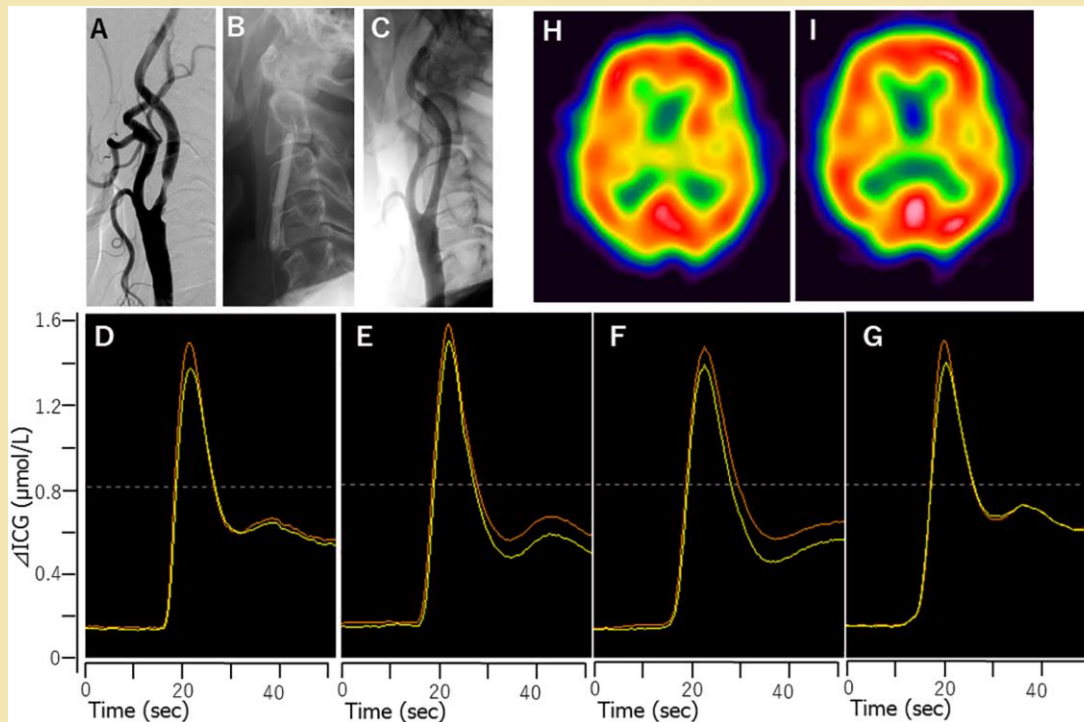 A B C H I
D E F G
1.6
1.2
0.8
0.4
0
ΔICG (μmol/L)
0 20 40 0 20 40 0 20 40 0 20 40
Time (sec) Time (sec) Time (sec) Time (sec)